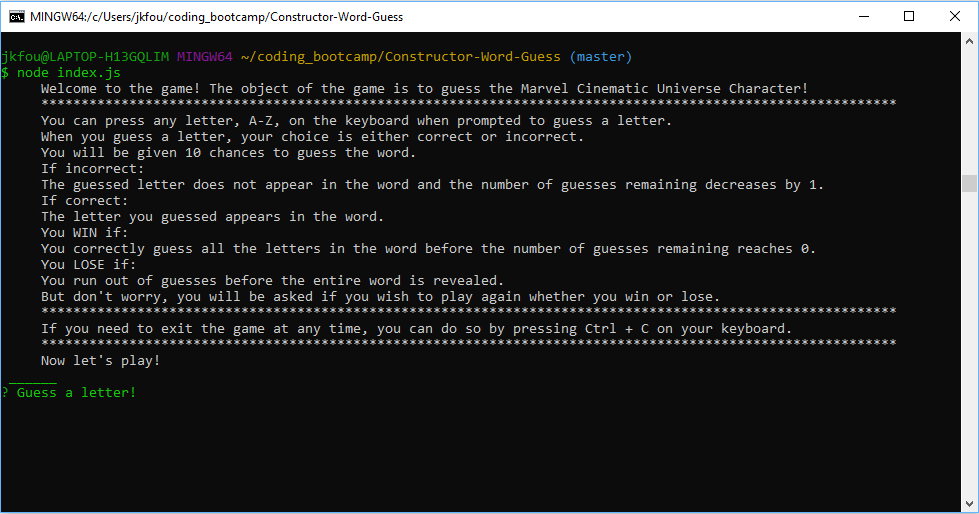 MINGW64:/c/Users/jkfou/coding_bootcamp/Constructor-Word-Guess
jkfou@LAPTOP-H13GQLIM MINGW64 ~/coding_bootcamp/Constructor-Word-Guess (master)
$ node index.js
Welcome to the game! The object of the game is to guess the Marvel Cinematic Universe Character!
***********************************************************************************************************
You can press any letter, A-Z, on the keyboard when prompted to guess a letter.
When you guess a letter, your choice is either correct or incorrect.
You will be given 10 chances to guess the word.
If incorrect:
The guessed letter does not appear in the word and the number of guesses remaining decreases by 1.
If correct:
The letter you guessed appears in the word.
You WIN if:
You correctly guess all the letters in the word before the number of guesses remaining reaches 0.
You LOSE if:
You run out of guesses before the entire word is revealed.
But don't worry, you will be asked if you wish to play again whether you win or lose.
***********************************************************************************************************
If you need to exit the game at any time, you can do so by pressing Ctrl + C on your keyboard.
***********************************************************************************************************
Now let's play!
______
? Guess a letter!